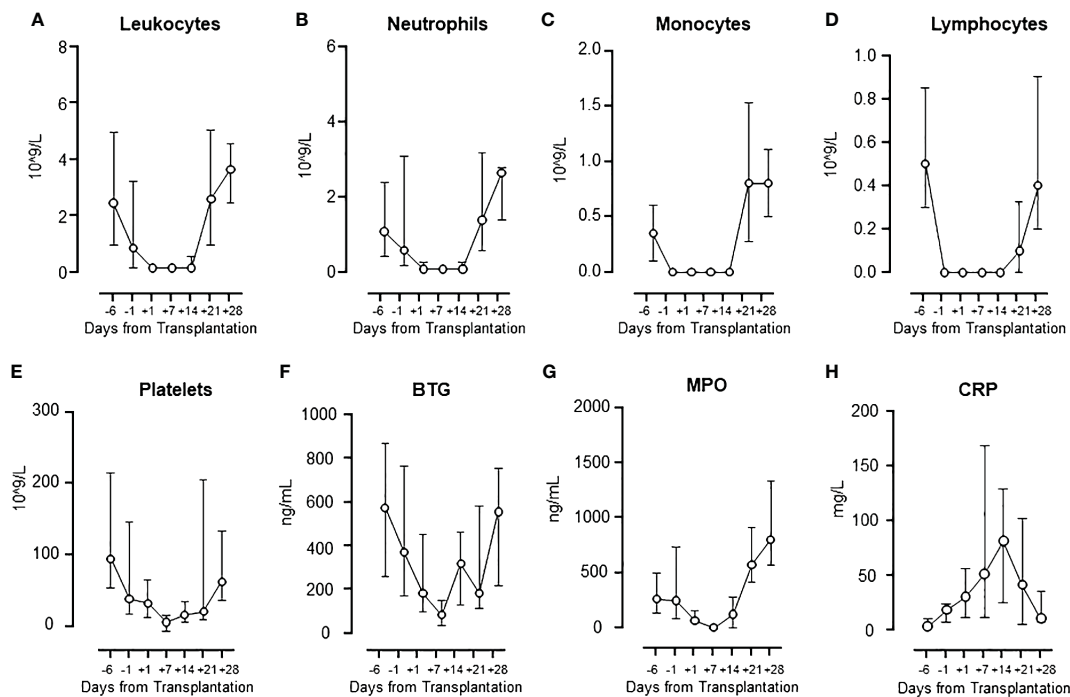 A Leukocytes
8
6
4
2
0
10^9/L
-6 -1 +1 +7 +14 +21 +28
Days from Transplantation
B Neutrophils
6
4
2
0
10^9/L
-6 -1 +1 +7 +14 +21 +28
Days from Transplantation
C Monocytes
2.0
1.5
1.0
0.5
0.0
10^9/L
-6 -1 +1 +7 +14 +21 +28
Days from Transplantation
D Lymphocytes
1.0
0.8
0.6
0.4
0.2
0.0
10^9/L
-6 -1 +1 +7 +14 +21 +28
Days from Transplantation
E Platelets
300
200
100
0
10^9/L
-6 -1 +1 +7 +14 +21 +28
Days from Transplantation
F BTG
1000
800
600
400
200
0
ng/mL
-6 -1 +1 +7 +14 +21 +28
Days from Transplantation
G MPO
2000
1500
1000
500
0
ng/mL
-6 -1 +1 +7 +14 +21 +28
Days from Transplantation
H CRP
200
150
100
50
0
mg/L
-6 -1 +1 +7 +14 +21 +28
Days from Transplantation